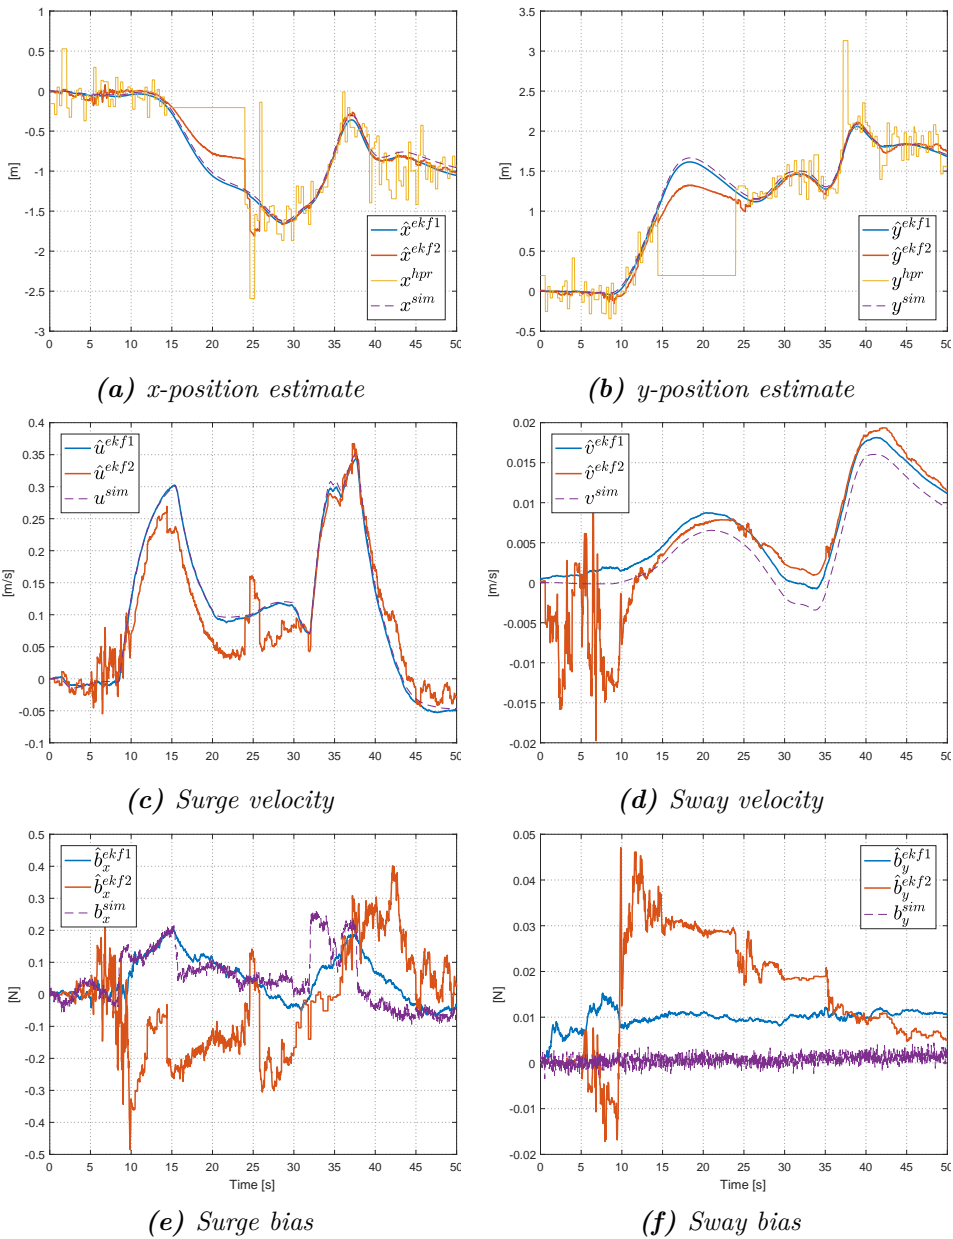 1
0.5
0
-0.5
-1
-1.5
-2
-2.5
-3
[m]
0 5 10 15 20 25 30 35 40 45 50
x̂^{ekf1}
x̂^{ekf2}
x^{hpr}
x^{sim}
(a) x-position estimate
3.5
3
2.5
2
1.5
1
0.5
0
-0.5
[m]
0 5 10 15 20 25 30 35 40 45 50
ŷ^{ekf1}
ŷ^{ekf2}
y^{hpr}
y^{sim}
(b) y-position estimate
0.4
0.3
0.2
0.1
0.05
0
-0.05
-0.1
[m/s]
0 5 10 15 20 25 30 35 40 45 50
û^{ekf1}
û^{ekf2}
u^{sim}
(c) Surge velocity
0.02
0.015
0.01
0.005
0
-0.005
-0.01
-0.015
-0.02
[m/s]
0 5 10 15 20 25 30 35 40 45 50
v̂^{ekf1}
v̂^{ekf2}
v^{sim}
(d) Sway velocity
0.5
0.4
0.3
0.2
0.1
0
-0.1
-0.2
-0.3
-0.4
-0.5
[N]
0 5 10 15 20 25 30 35 40 45 50
Time [s]
b̂_x^{ekf1}
b̂_x^{ekf2}
b_x^{sim}
(e) Surge bias
0.05
0.04
0.03
0.02
0.01
0
-0.01
-0.02
[N]
0 5 10 15 20 25 30 35 40 45 50
Time [s]
b̂_y^{ekf1}
b̂_y^{ekf2}
b_y^{sim}
(f) Sway bias